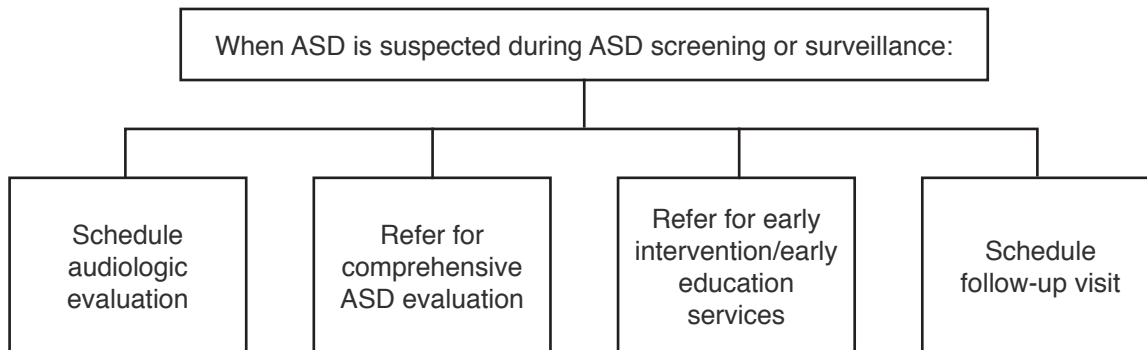 When ASD is suspected during ASD screening or surveillance:
Schedule
audiologic
evaluation
Refer for
comprehensive
ASD evaluation
Refer for early
intervention/early
education
services
Schedule
follow-up visit